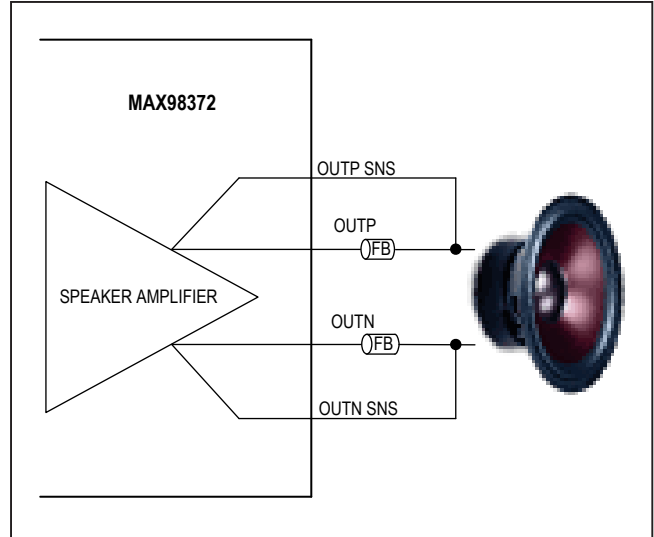 MAX98372
OUTP SNS
OUTP
FB
SPEAKER AMPLIFIER
OUTN
FB
OUTN SNS